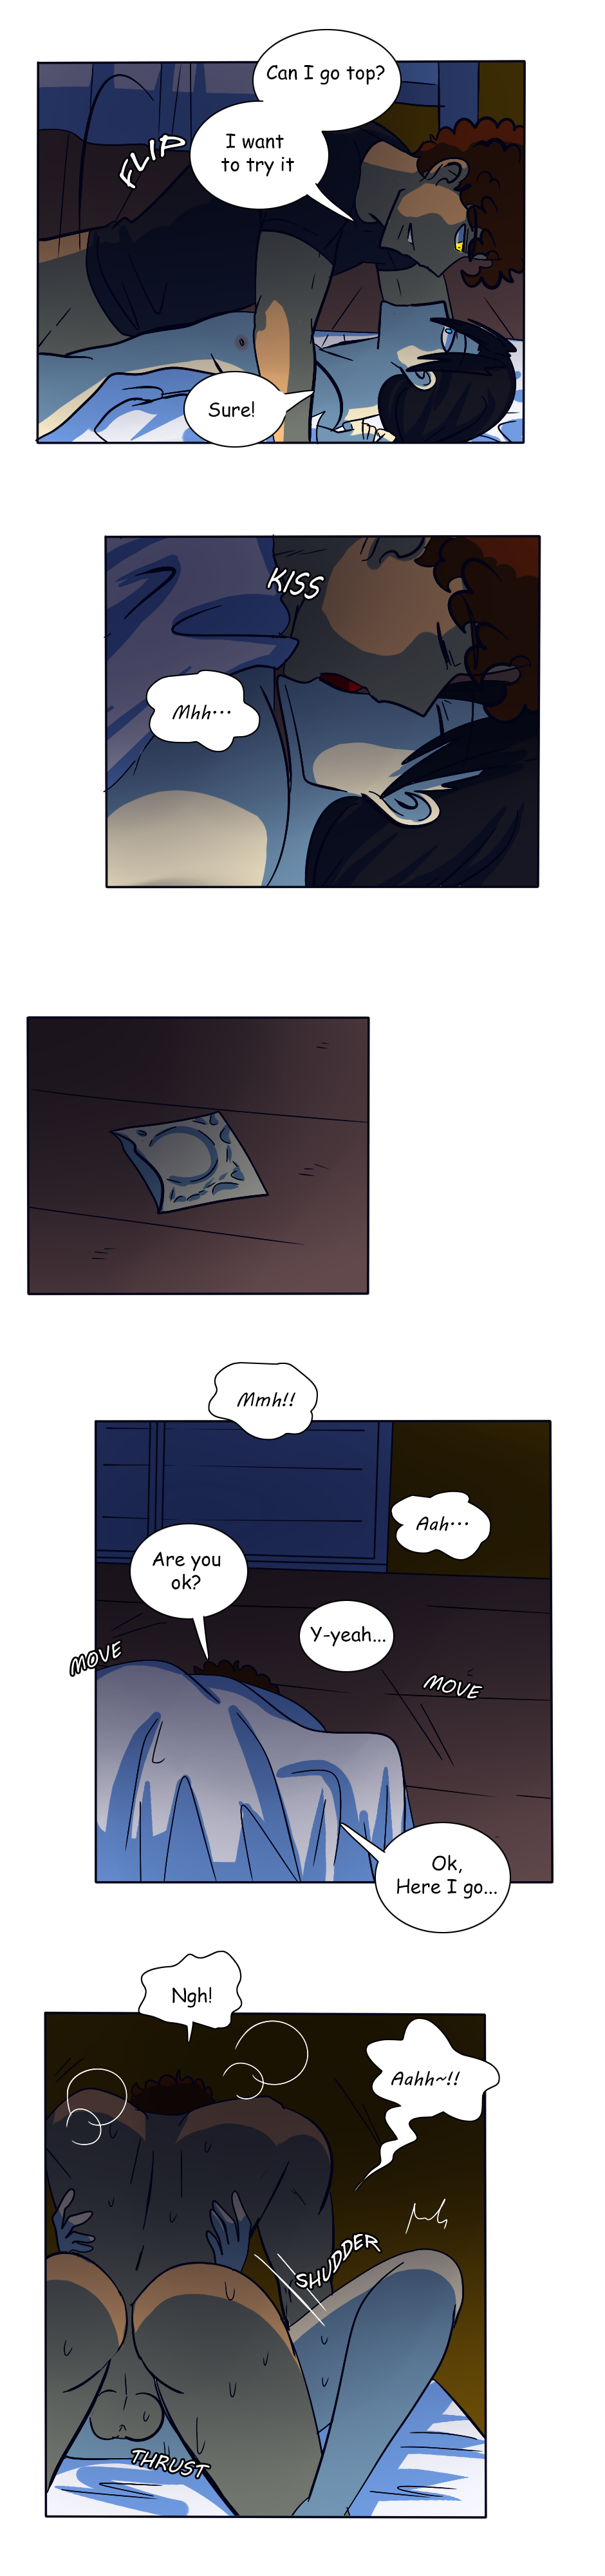 Can I go top?
FLIP
I want
to try it
Sure!
KISS
Mhh...
Mmh!!
Aah...
Are you
ok?
Y-yeah...
MOVE
MOVE
Ok,
Here I go...
Ngh!
Aahh~!!
SHUDDER
THRUST